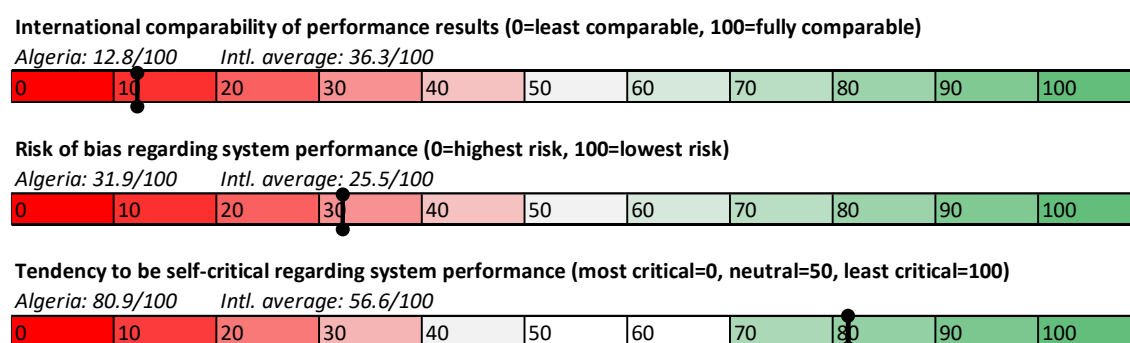 International comparability of performance results (0=least comparable, 100=fully comparable)
Algeria: 12.8/100 Intl. average: 36.3/100
0 10 20 30 40 50 60 70 80 90 100
Risk of bias regarding system performance (0=highest risk, 100=lowest risk)
Algeria: 31.9/100 Intl. average: 25.5/100
0 10 20 30 40 50 60 70 80 90 100
Tendency to be self-critical regarding system performance (most critical=0, neutral=50, least critical=100)
Algeria: 80.9/100 Intl. average: 56.6/100
0 10 20 30 40 50 60 70 80 90 100